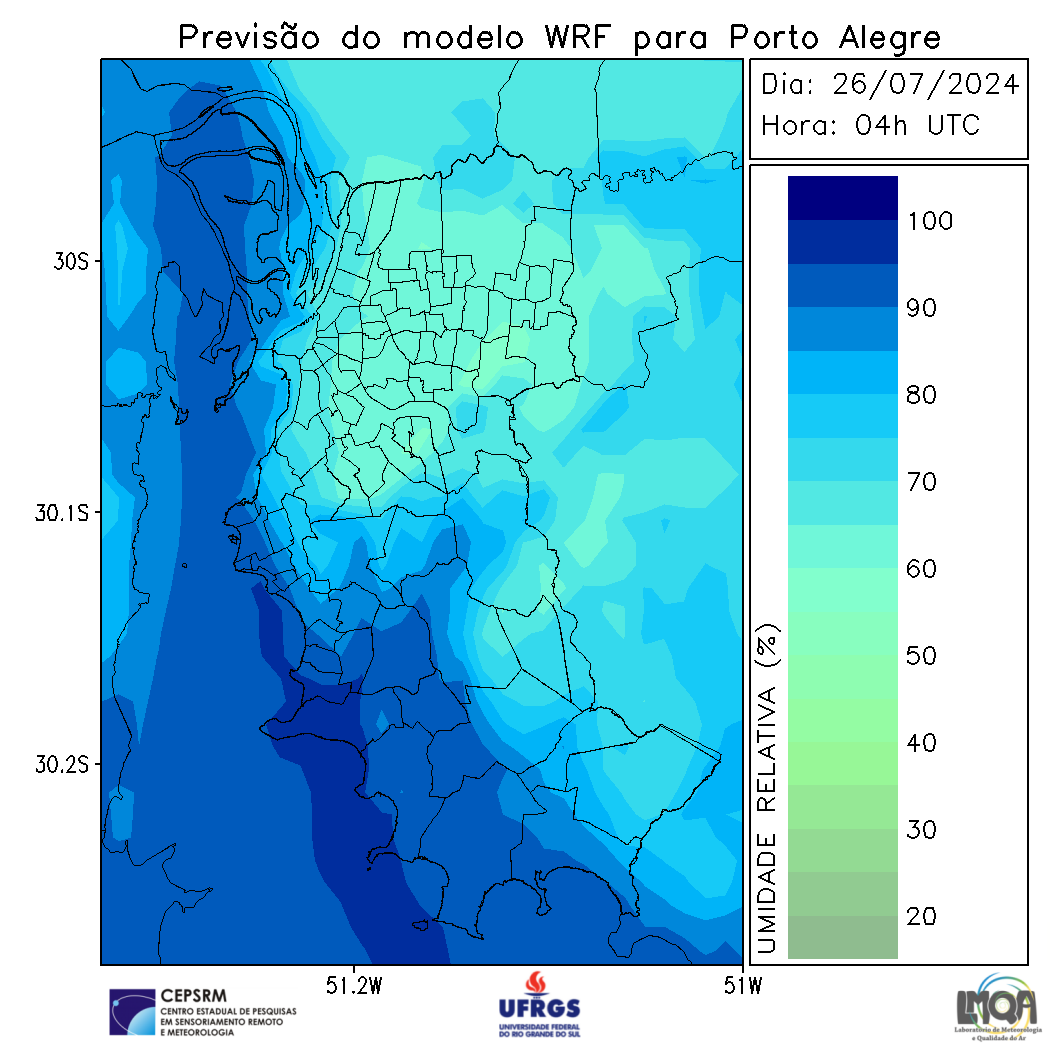 Previsão do modelo WRF para Porto Alegre
Dia: 26/07/2024
Hora: 04h UTC
30S
30.1S
30.2S
51.2W
51W
100
90
80
70
60
50
40
30
20
UMIDADE RELATIVA (%)
CEPSRM
CENTRO ESTADUAL DE PESQUISAS
EM SENSORIAMENTO REMOTO
E METEOROLOGIA
UFRGS
UNIVERSIDADE FEDERAL
DO RIO GRANDE DO SUL
LMQA
Laboratório de Meteorologia
e Qualidade do Ar